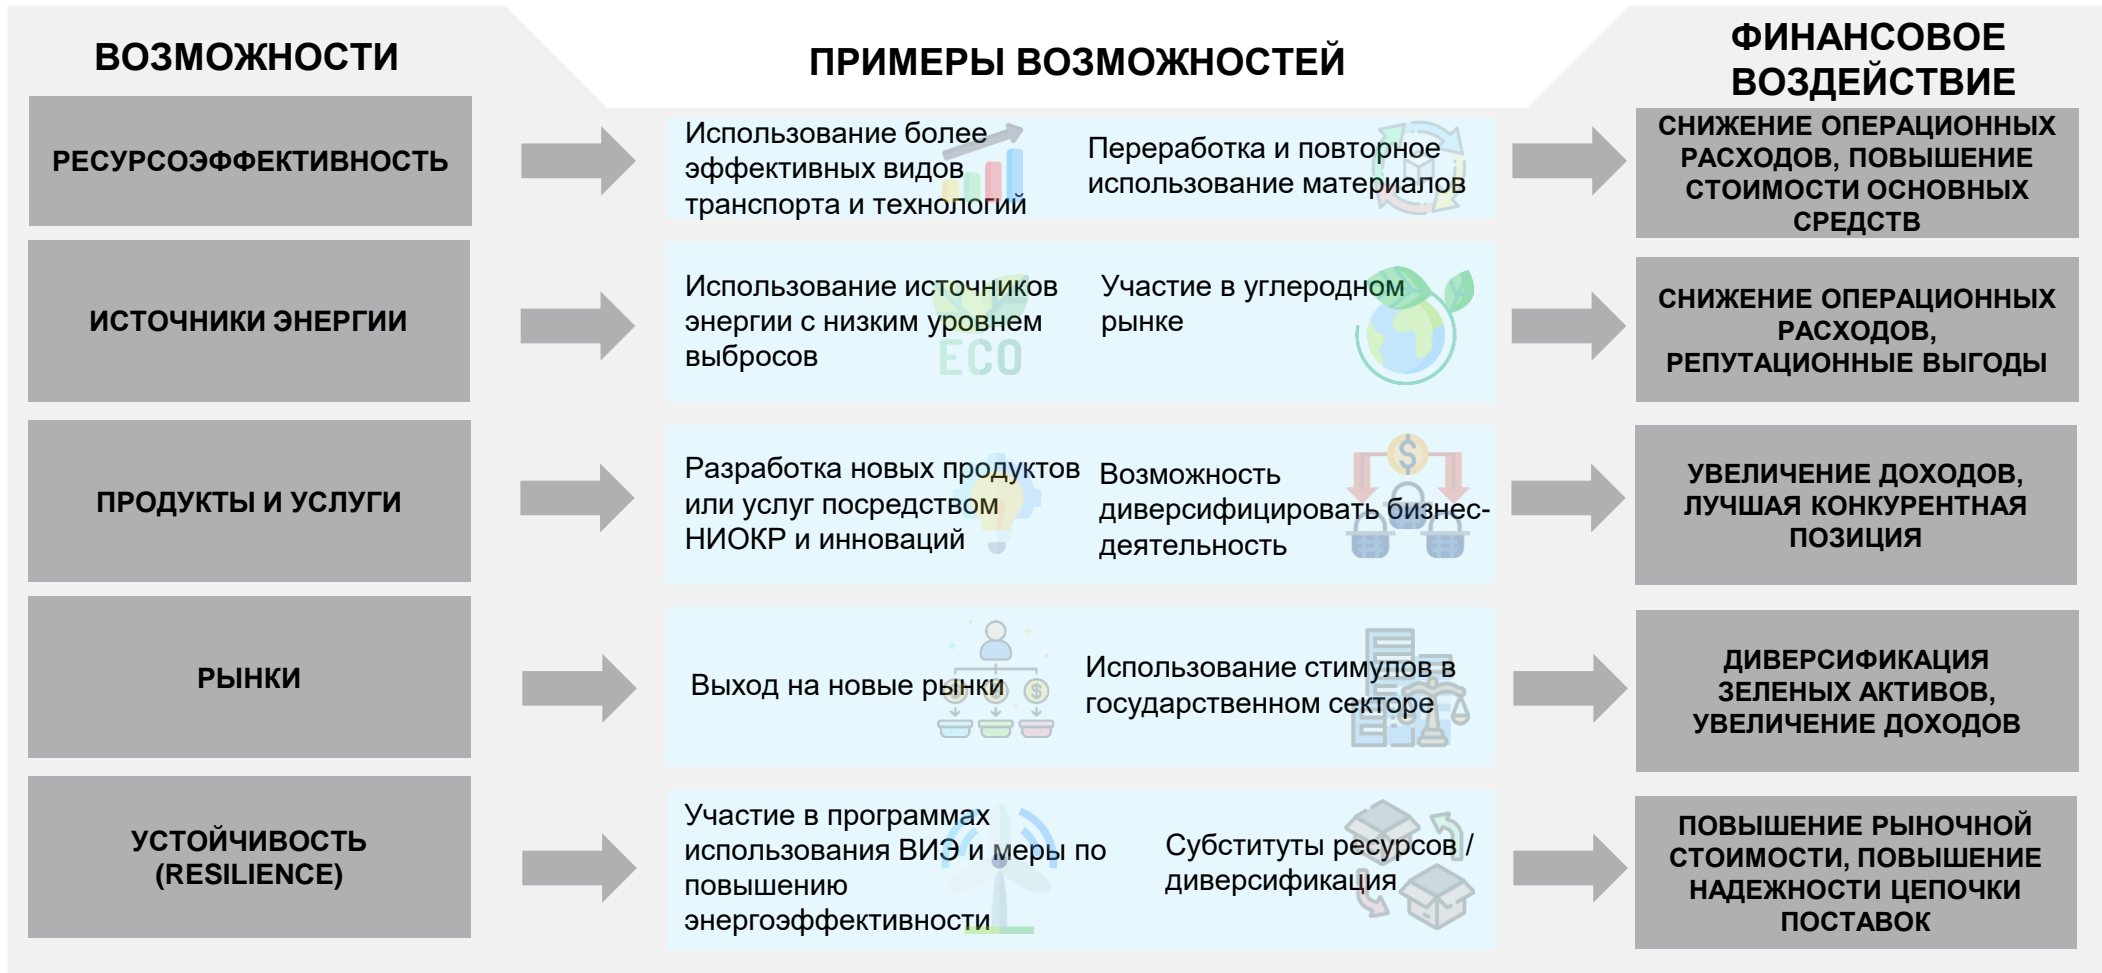 ВОЗМОЖНОСТИ
ПРИМЕРЫ ВОЗМОЖНОСТЕЙ
ФИНАНСОВОЕ
ВОЗДЕЙСТВИЕ
РЕСУРСОЭФФЕКТИВНОСТЬ
Использование более
эффективных видов
транспорта и технологий
Переработка и повторное
использование материалов
СНИЖЕНИЕ ОПЕРАЦИОННЫХ
РАСХОДОВ, ПОВЫШЕНИЕ
СТОИМОСТИ ОСНОВНЫХ
СРЕДСТВ
ИСТОЧНИКИ ЭНЕРГИИ
Использование источников
энергии с низким уровнем
выбросов
ECO
Участие в углеродном
рынке
СНИЖЕНИЕ ОПЕРАЦИОННЫХ
РАСХОДОВ,
РЕПУТАЦИОННЫЕ ВЫГОДЫ
ПРОДУКТЫ И УСЛУГИ
Разработка новых продуктов
или услуг посредством
НИОКР и инноваций
Возможность
диверсифицировать бизнес-
деятельность
$
УВЕЛИЧЕНИЕ ДОХОДОВ,
ЛУЧШАЯ КОНКУРЕНТНАЯ
ПОЗИЦИЯ
РЫНКИ
Выход на новые рынки
$ $ $
Использование стимулов в
государственном секторе
ДИВЕРСИФИКАЦИЯ
ЗЕЛЕНЫХ АКТИВОВ,
УВЕЛИЧЕНИЕ ДОХОДОВ
УСТОЙЧИВОСТЬ
(RESILIENCE)
Участие в программах
использования ВИЭ и меры по
повышению
энергоэффективности
Субституты ресурсов /
диверсификация
ПОВЫШЕНИЕ РЫНОЧНОЙ
СТОИМОСТИ, ПОВЫШЕНИЕ
НАДЕЖНОСТИ ЦЕПОЧКИ
ПОСТАВОК